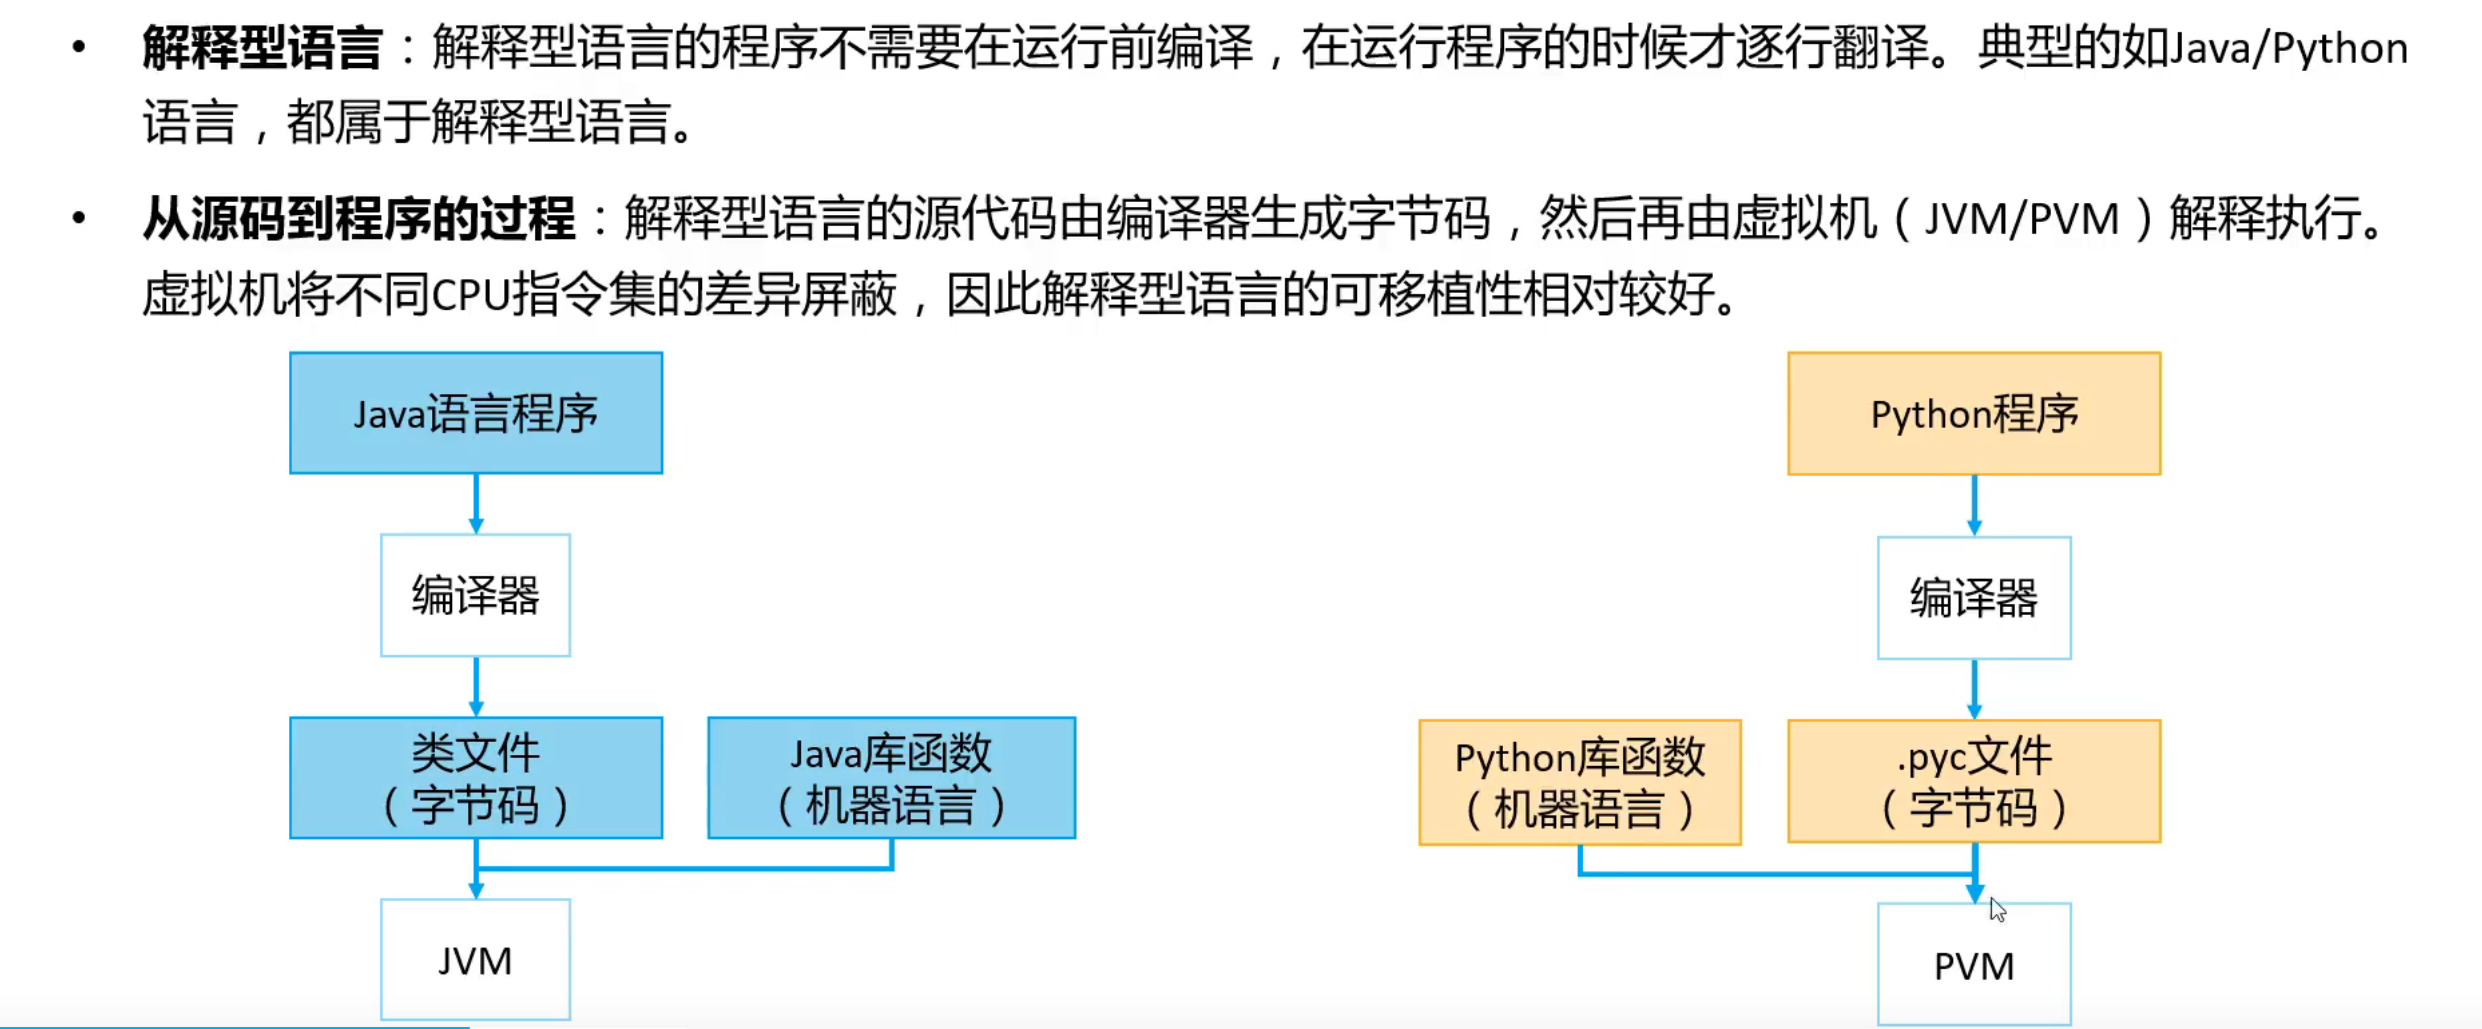 • 解释型语言：解释型语言的程序不需要在运行前编译，在运行程序的时候才逐行翻译。典型的如Java/Python
语言，都属于解释型语言。
• 从源码到程序的过程：解释型语言的源代码由编译器生成字节码，然后再由虚拟机（JVM/PVM）解释执行。
虚拟机将不同CPU指令集的差异屏蔽，因此解释型语言的可移植性相对较好。
Java语言程序
编译器
类文件
（字节码）
Java库函数
（机器语言）
JVM
Python程序
编译器
Python库函数
（机器语言）
.pyc文件
（字节码）
PVM